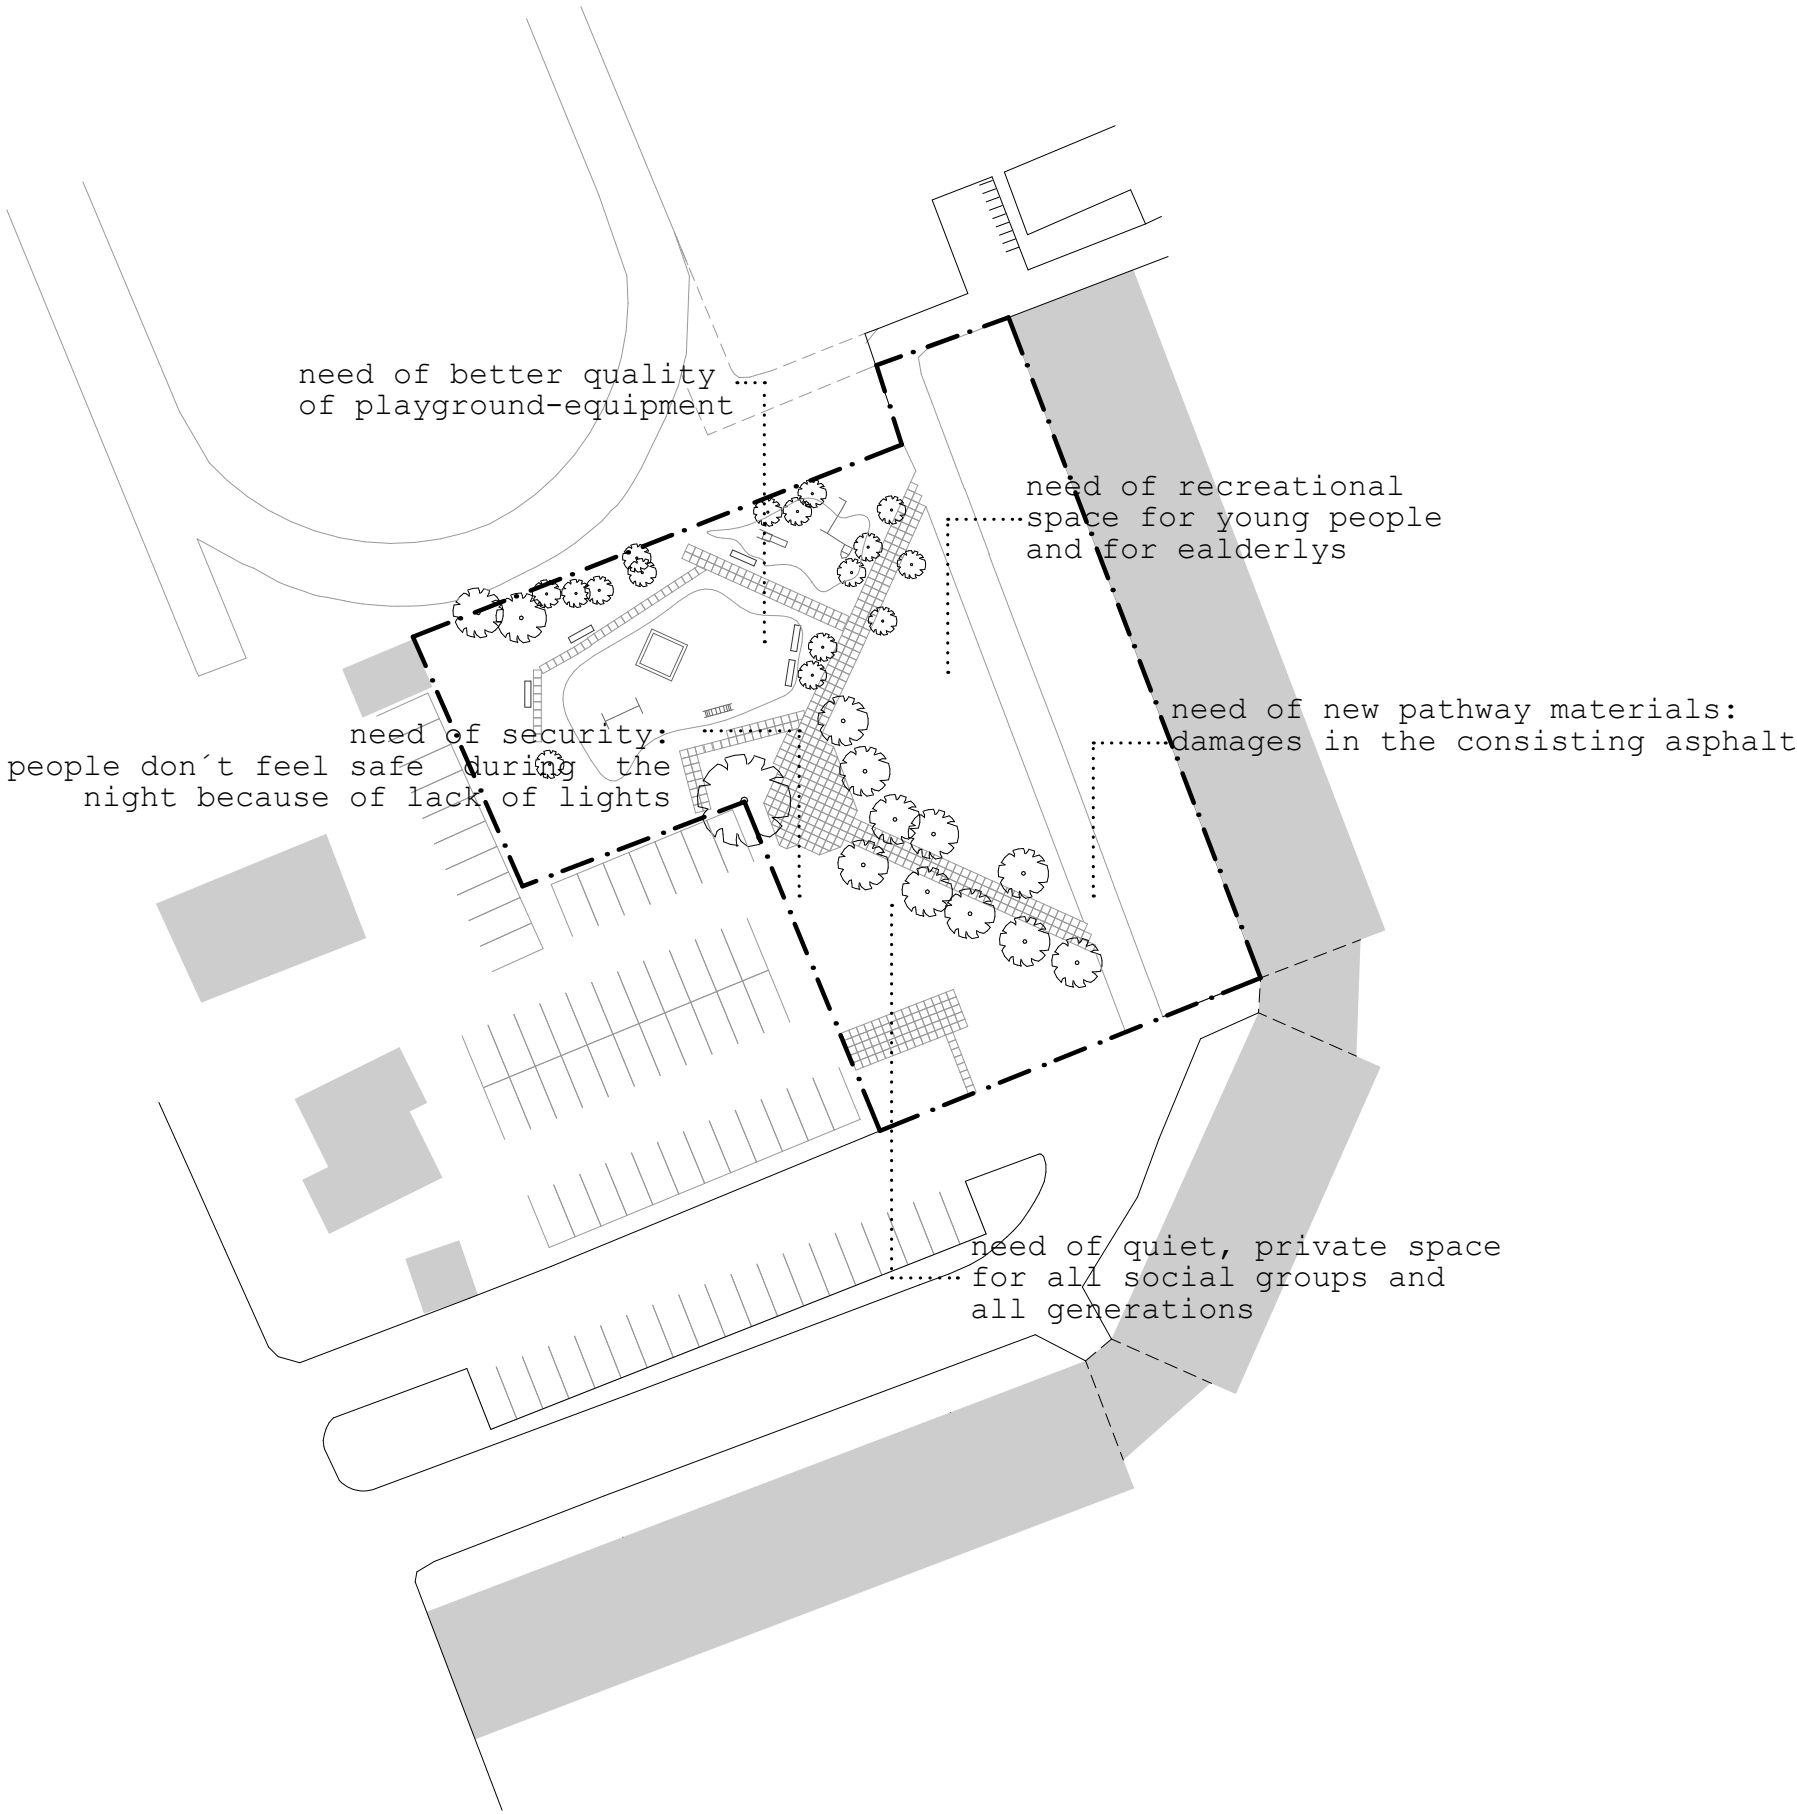 need of better quality
of playground-equipment
need of recreational
space for young people
and for ealderlys
need of new pathway materials:
damages in the consisting asphalt
need of security:
people don´t feel safe during the
night because of lack of lights
need of quiet, private space
for all social groups and
all generations